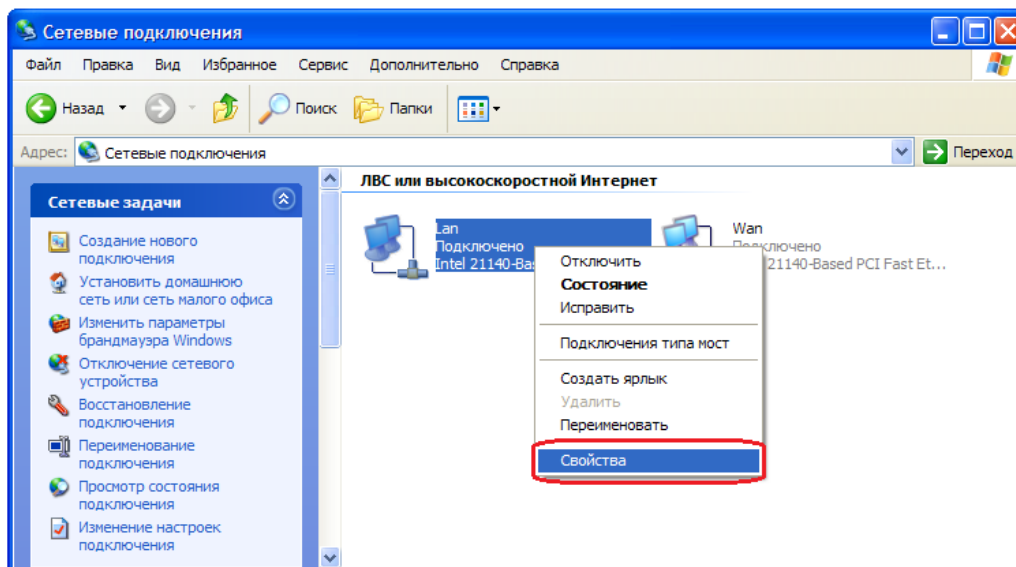 Сетевые подключения
Файл Правка Вид Избранное Сервис Дополнительно Справка
Назад Поиск Папки
Адрес: Сетевые подключения Переход
Сетевые задачи
Создание нового
подключения
Установить домашнюю
сеть или сеть малого офиса
Изменить параметры
брандмауэра Windows
Отключение сетевого
устройства
Восстановление
подключения
Переименование
подключения
Просмотр состояния
подключения
Изменение настроек
подключения
ЛВС или высокоскоростной Интернет
Lan
Подключено
Intel 21140-Bas
Wan
Подключено
21140-Based PCI Fast Et...
Отключить
Состояние
Исправить
Подключения типа мост
Создать ярлык
Удалить
Переименовать
Свойства